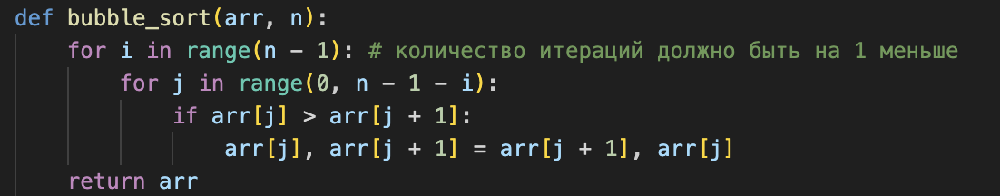 def bubble_sort(arr, n):
    for i in range(n - 1): # количество итераций должно быть на 1 меньше
        for j in range(0, n - 1 - i):
            if arr[j] > arr[j + 1]:
                arr[j], arr[j + 1] = arr[j + 1], arr[j]
    return arr